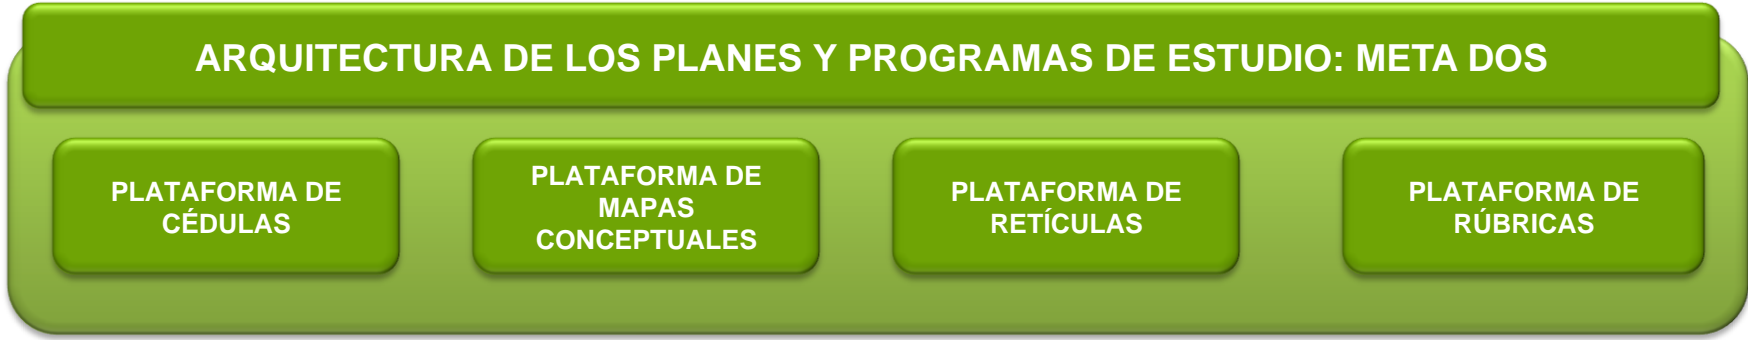 ARQUITECTURA DE LOS PLANES Y PROGRAMAS DE ESTUDIO: META DOS
PLATAFORMA DE
CÉDULAS
PLATAFORMA DE
MAPAS
CONCEPTUALES
PLATAFORMA DE
RETÍCULAS
PLATAFORMA DE
RÚBRICAS